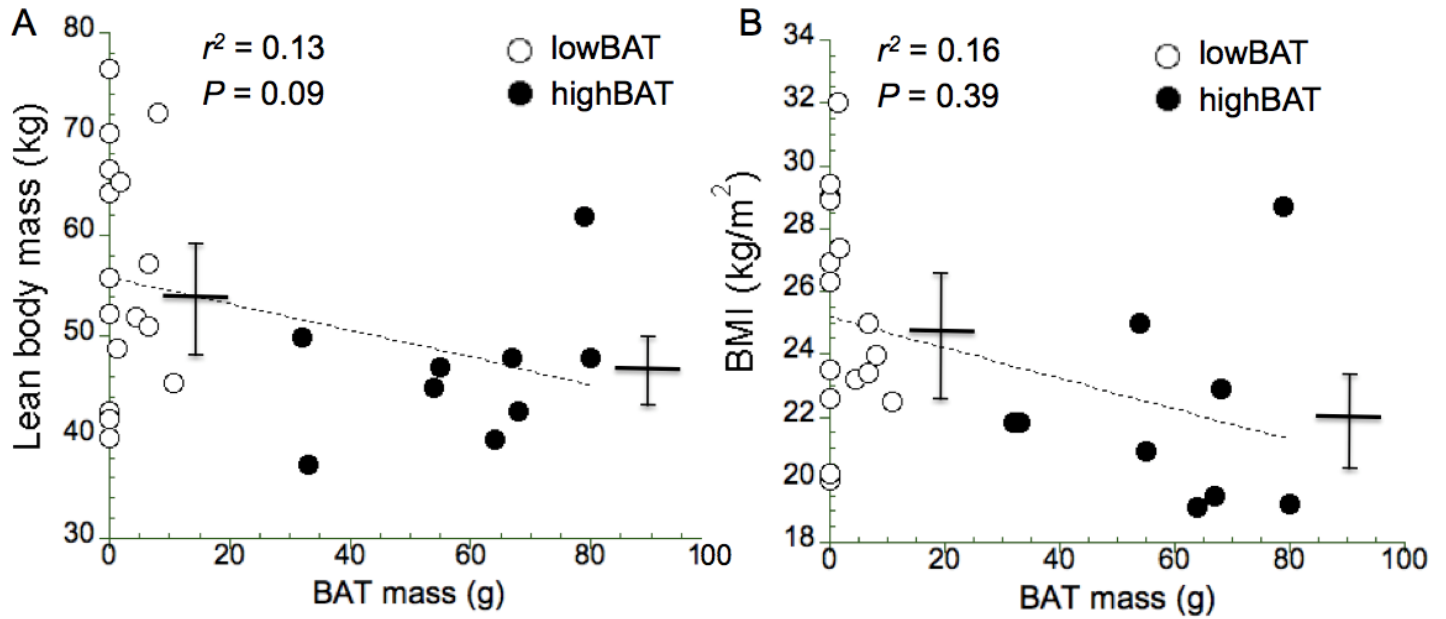 A
r² = 0.13
P = 0.09
lowBAT
highBAT
Lean body mass (kg)
80
70
60
50
40
30
0
20
40
60
80
100
BAT mass (g)
B
r² = 0.16
P = 0.39
lowBAT
highBAT
BMI (kg/m²)
34
32
30
28
26
24
22
20
18
0
20
40
60
80
100
BAT mass (g)